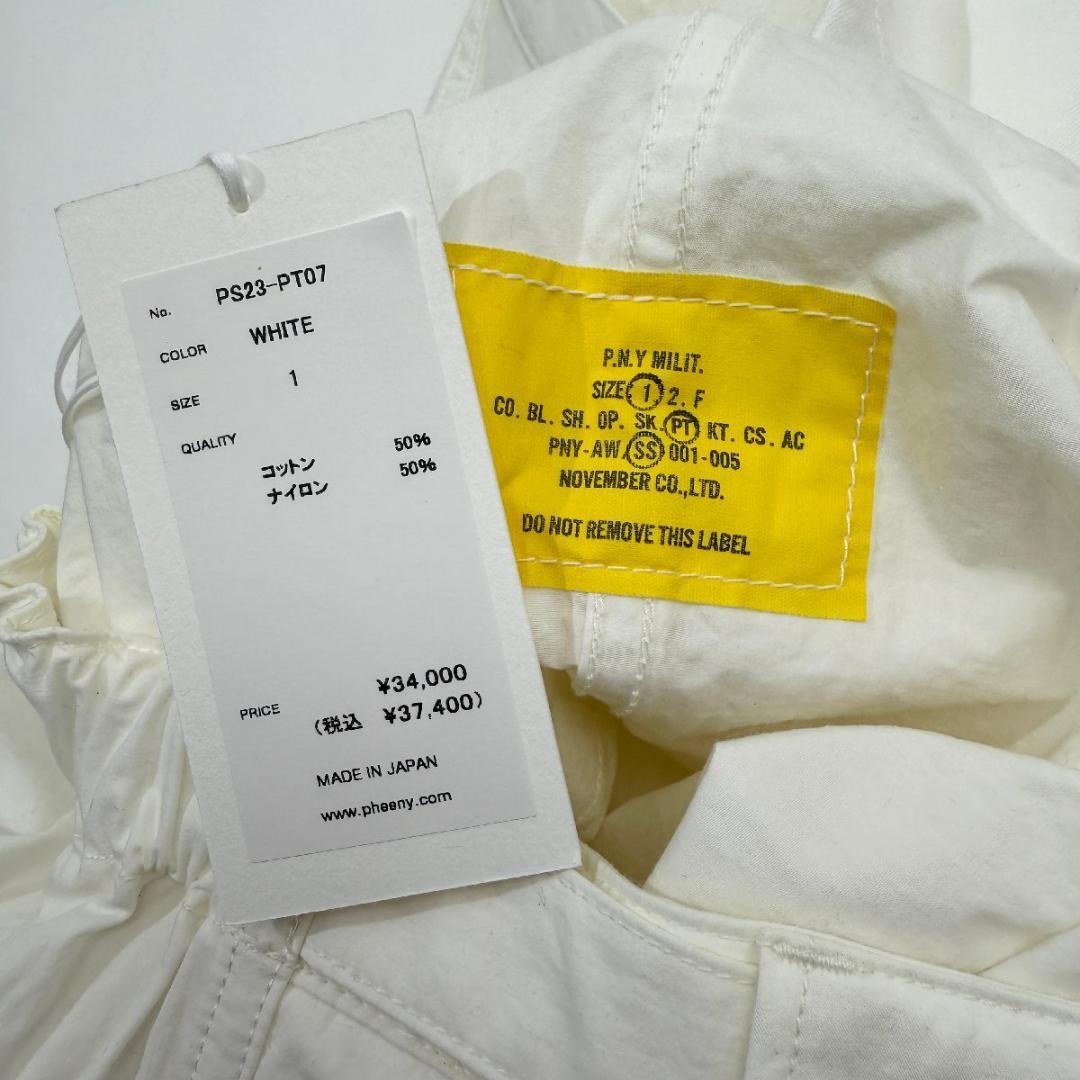 No. PS23-PT07
COLOR WHITE
SIZE 1
QUALITY
コットン 50%
ナイロン 50%
PRICE ¥34,000
(税込 ¥37,400)
MADE IN JAPAN
www.pheeny.com
P.N.Y MILIT.
SIZE 1. 2. F
CO. BL. SH. OP. SK. PT KT. CS. AC
PNY-AW. SS 001-005
NOVEMBER CO.,LTD.
DO NOT REMOVE THIS LABEL